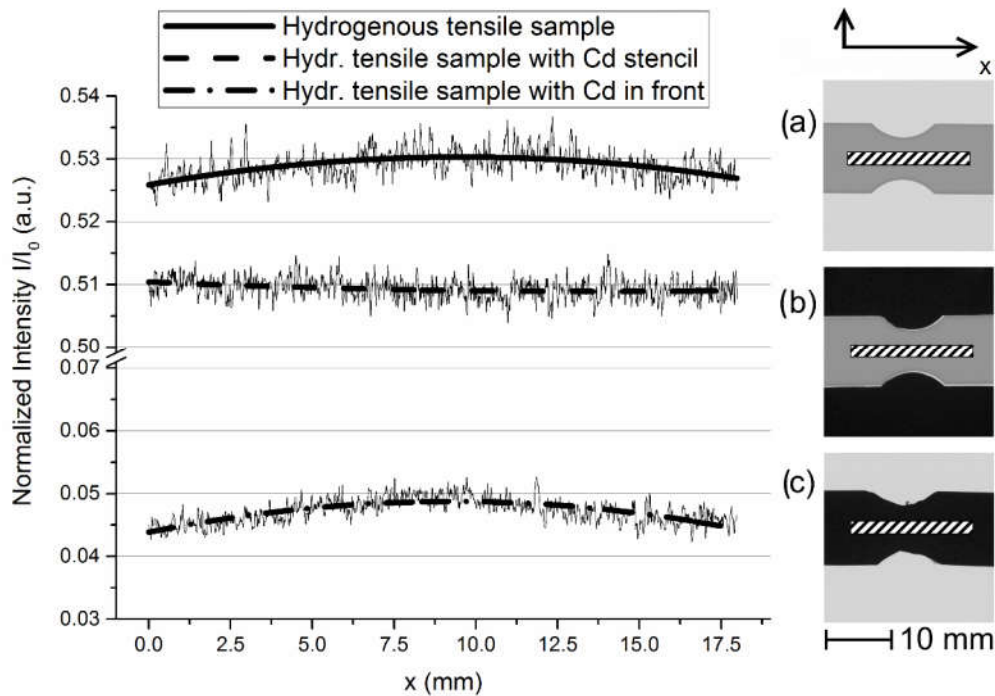 Hydrogenous tensile sample
Hydr. tensile sample with Cd stencil
Hydr. tensile sample with Cd in front
Normalized Intensity I/I₀ (a.u.)
0.54
0.53
0.52
0.51
0.50
0.07
0.06
0.05
0.04
0.03
0.0 2.5 5.0 7.5 10.0 12.5 15.0 17.5
x (mm)
x
(a)
(b)
(c)
10 mm